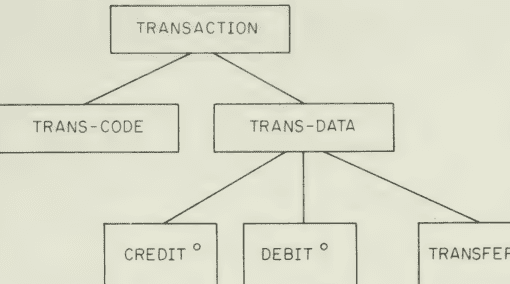 TRANSACTION
TRANS-CODE TRANS-DATA
CREDIT ° DEBIT ° TRANSFER